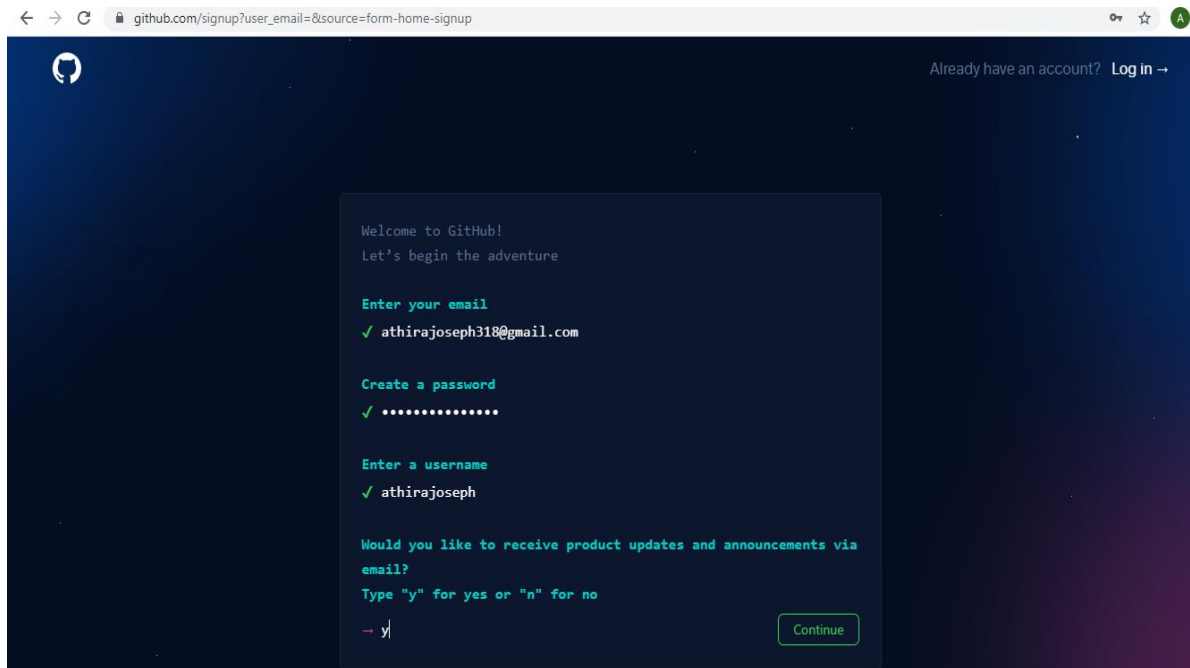 github.com/signup?user_email=&source=form-home-signup
A
Already have an account? Log in →
Welcome to GitHub!
Let's begin the adventure
Enter your email
✓ athirajoseph318@gmail.com
Create a password
✓ •••••••••••••••
Enter a username
✓ athirajoseph
Would you like to receive product updates and announcements via
email?
Type "y" for yes or "n" for no
→ y
Continue